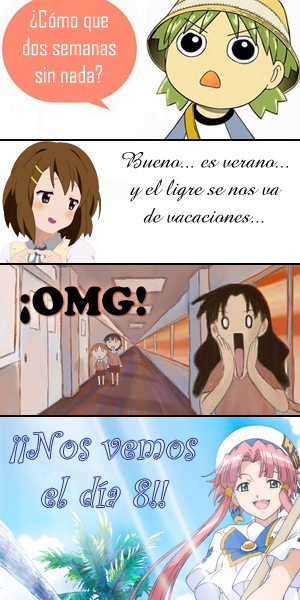 ¿Cómo que
dos semanas
sin nada?
Bueno... es verano...
y el ligre se nos va
de vacaciones...
¡OMG!
¡¡Nos vemos
el día 8!!